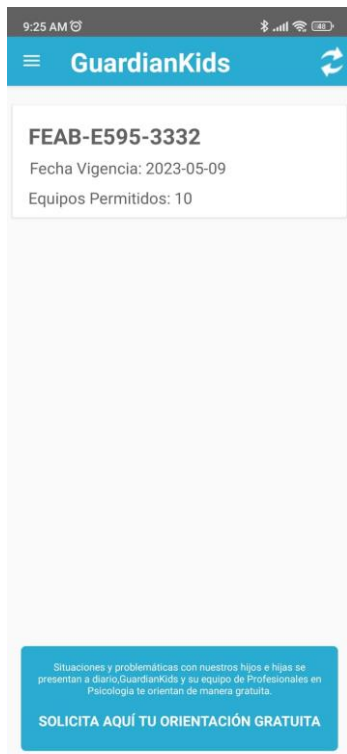 9:25 AM
48
GuardianKids
FEAB-E595-3332
Fecha Vigencia: 2023-05-09
Equipos Permitidos: 10
Situaciones y problemáticas con nuestros hijos e hijas se
presentan a diario,GuardianKids y su equipo de Profesionales en
Psicologia te orientan de manera gratuita.
SOLICITA AQUÍ TU ORIENTACIÓN GRATUITA